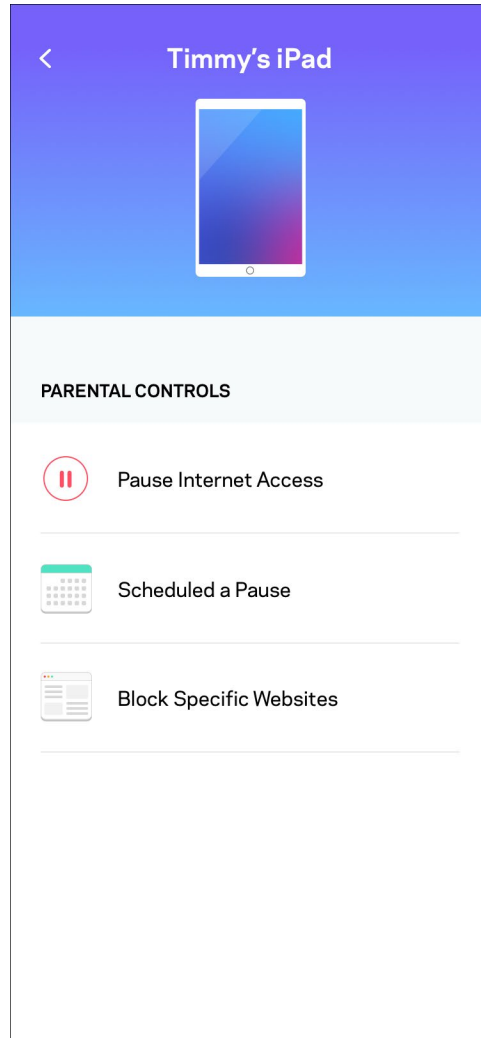 Timmy’s iPad
PARENTAL CONTROLS
Pause Internet Access
Scheduled a Pause
Block Specific Websites